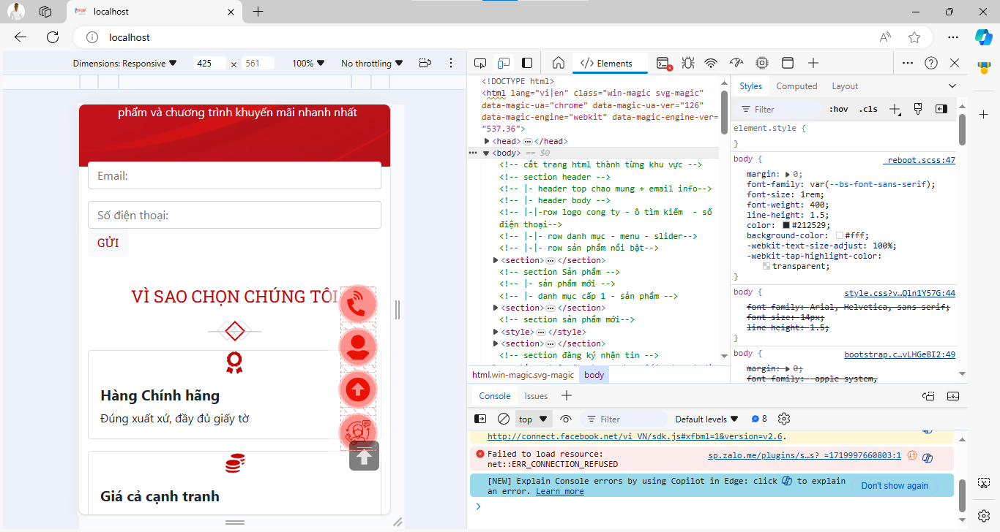 localhost
localhost
Dimensions: Responsive 425 × 561 100% No throttling
Elements
phẩm và chương trình khuyến mãi nhanh nhất
Email:
Số điện thoại:
GỬI
VÌ SAO CHỌN CHÚNG TÔI
Hàng Chính hãng
Đúng xuất xứ, đầy đủ giấy tờ
Giá cả cạnh tranh
<!DOCTYPE html>
<html lang="vi|en" class="win-magic svg-magic"
data-magic-ua="chrome" data-magic-ua-ver="126"
data-magic-engine="webkit" data-magic-engine-ver=
"537.36">
<head>…</head>
<body> == $0
<!-- cắt trang html thành từng khu vực -->
<!-- section header -->
<!-- |- header top chao mung + email info-->
<!-- |- header body -->
<!-- |-|-row logo cong ty - ô tìm kiếm - số
điện thoại-->
<!-- |-|- row danh mục - menu - slider-->
<!-- |-|- row sản phẩm nổi bật-->
<section>…</section>
<!-- section Sản phẩm -->
<!-- |- sản phẩm mới -->
<!-- |- danh mục cấp 1 - sản phẩm -->
<section>…</section>
<!-- section sản phẩm mới-->
<style>…</style>
<section>…</section>
<!-- section đăng ký nhận tin -->
html.win-magic.svg-magic body
Styles Computed Layout
Filter :hov .cls
element.style {
}
body { _reboot.scss:47
margin: 0;
font-family: var(--bs-font-sans-serif);
font-size: 1rem;
font-weight: 400;
line-height: 1.5;
color: #212529;
background-color: #fff;
-webkit-text-size-adjust: 100%;
-webkit-tap-highlight-color:
transparent;
}
body { style.css?v…Qln1Y57G:44
font-family: Arial, Helvetica, sans-serif;
font-size: 14px;
line-height: 1.5;
}
body { bootstrap.c…vLHGeBI2:49
margin: 0;
font-family: -apple-system,
Console Issues
top Filter Default levels 8
http://connect.facebook.net/vi_VN/sdk.js#xfbml=1&version=v2.6.
Failed to load resource: sp.zalo.me/plugins/s…s?_=1719997660803:1
net::ERR_CONNECTION_REFUSED
[NEW] Explain Console errors by using Copilot in Edge: click to explain
an error. Learn more
Don't show again